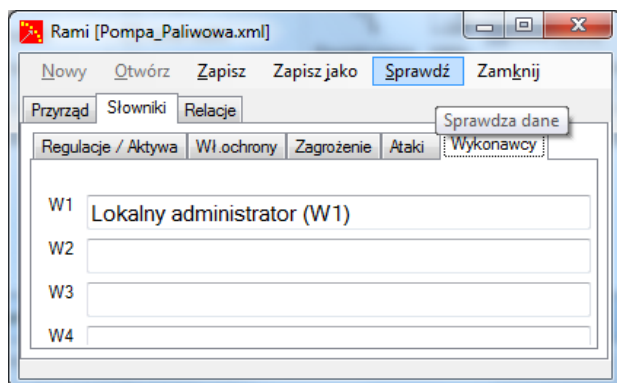 Rami [Pompa_Paliwowa.xml]
Nowy Otwórz Zapisz Zapisz jako Sprawdź Zamknij
Przyrząd Słowniki Relacje
Sprawdza dane
Regulacje / Aktywa Wł.ochrony Zagrożenie Ataki Wykonawcy
W1 Lokalny administrator (W1)
W2
W3
W4